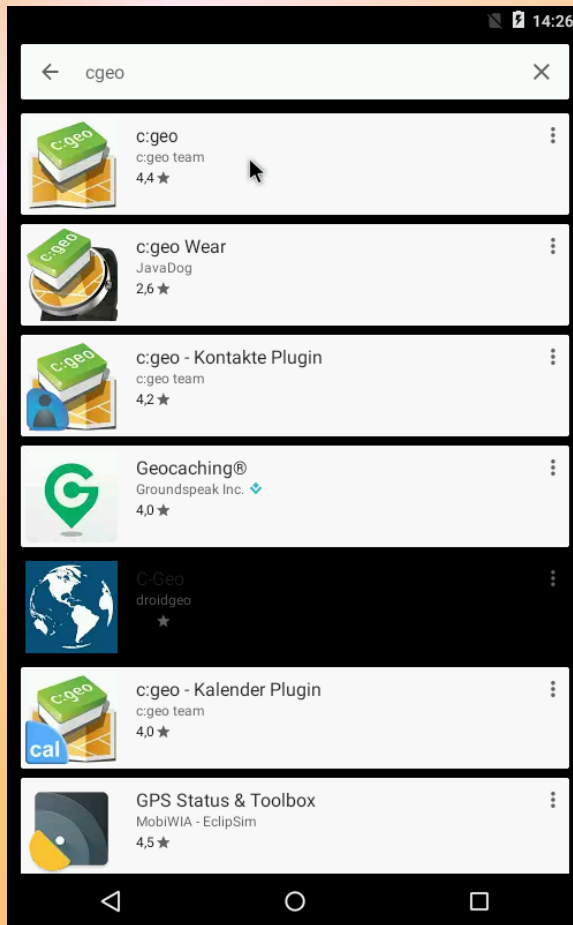 14:26
cgeo
c:geo
c:geo
c:geo team
4,4
c:geo
c:geo Wear
JavaDog
2,6
c:geo
c:geo - Kontakte Plugin
c:geo team
4,2
Geocaching®
Groundspeak Inc.
4,0
C-Geo
droidgeo
c:geo
cal
c:geo - Kalender Plugin
c:geo team
4,0
GPS Status & Toolbox
MobiWIA - EclipSim
4,5